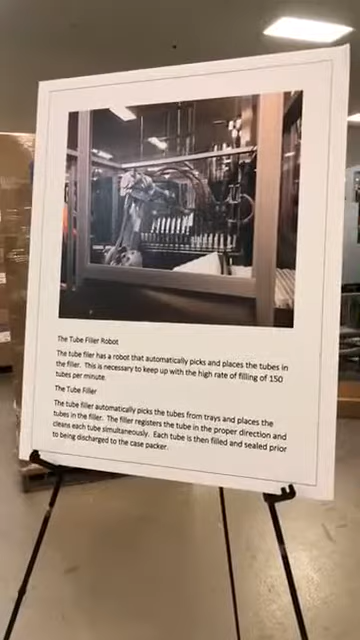 The Tube Filler Robot
The tube filer has a robot that automatically picks and places the tubes in
the filler. This is necessary to keep up with the high rate of filling of 150
tubes per minute.
The Tube Filler
The tube filler automatically picks the tubes from trays and places the
tubes in the filler. The filler registers the tube in the proper direction and
cleans each tube simultaneously. Each tube is then filled and sealed prior
to being discharged to the case packer.